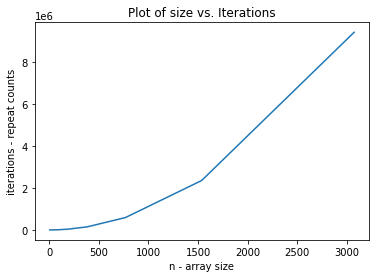 Plot of size vs. Iterations
1e6
8
6
4
2
0
iterations - repeat counts
0 500 1000 1500 2000 2500 3000
n - array size